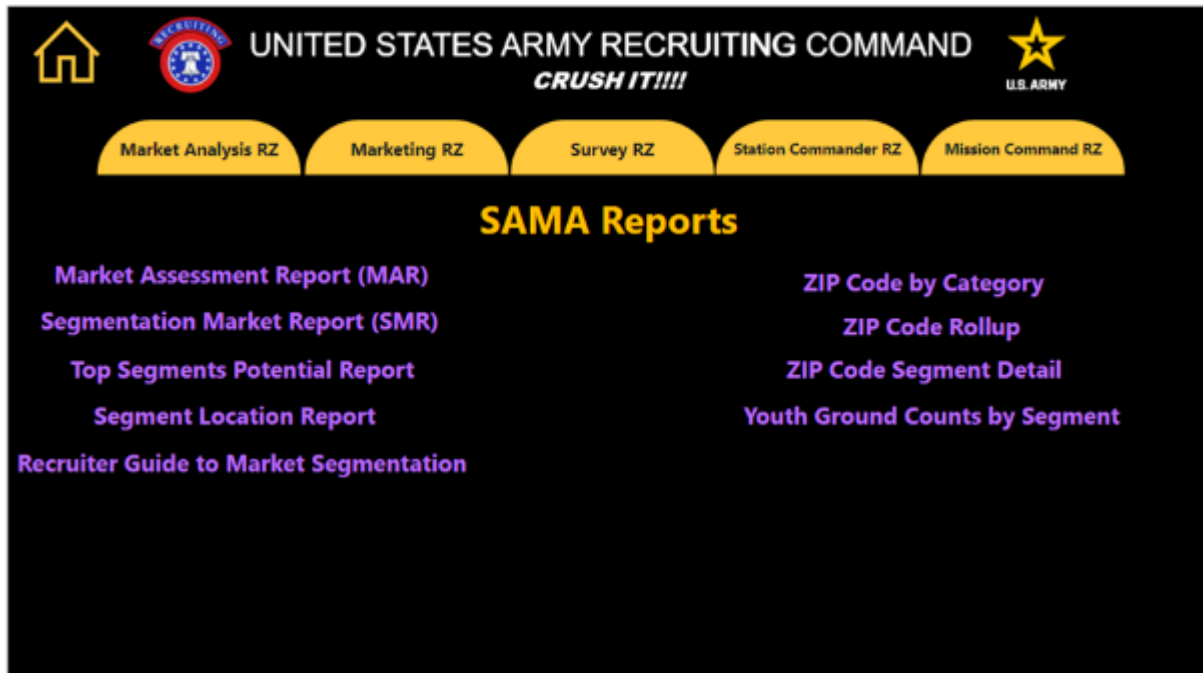 RECRUITING
UNITED STATES ARMY RECRUITING COMMAND
CRUSH IT!!!!
U.S. ARMY
Market Analysis RZ
Marketing RZ
Survey RZ
Station Commander RZ
Mission Command RZ
SAMA Reports
Market Assessment Report (MAR)
Segmentation Market Report (SMR)
Top Segments Potential Report
Segment Location Report
Recruiter Guide to Market Segmentation
ZIP Code by Category
ZIP Code Rollup
ZIP Code Segment Detail
Youth Ground Counts by Segment